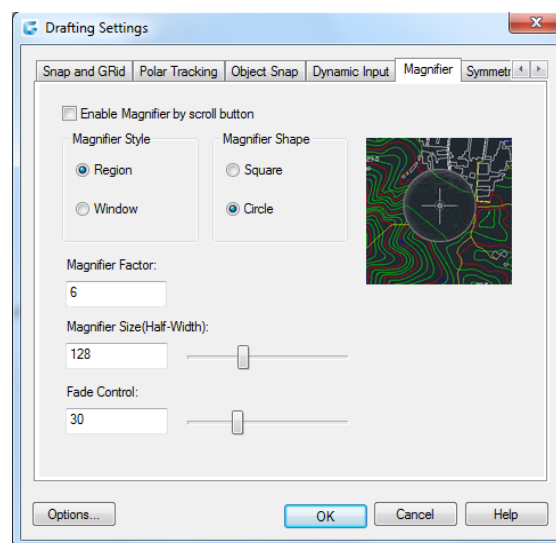 Drafting Settings
Snap and GRid Polar Tracking Object Snap Dynamic Input Magnifier Symmetr
Enable Magnifier by scroll button
Magnifier Style Magnifier Shape
Region Square
Window Circle
Magnifier Factor:
6
Magnifier Size(Half-Width):
128
Fade Control:
30
Options... OK Cancel Help